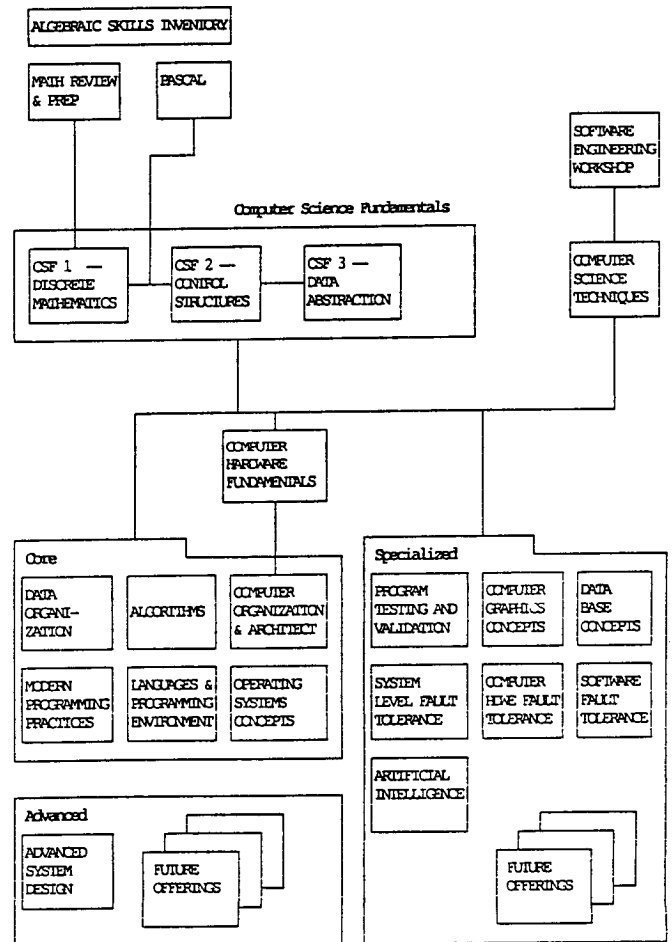 ALGEBRAIC SKILLS INVENTORY
MATH REVIEW
& PREP
PASCAL
SOFTWARE
ENGINEERING
WORKSHOP
Computer Science Fundamentals
CSF 1 —
DISCRETE
MATHEMATICS
CSF 2 —
CONTROL
STRUCTURES
CSF 3 —
DATA
ABSTRACTION
COMPUTER
SCIENCE
TECHNIQUES
COMPUTER
HARDWARE
FUNDAMENTALS
Core
DATA
ORGANI-
ZATION
ALGORITHMS
COMPUTER
ORGANIZATION
& ARCHITECT
MODERN
PROGRAMMING
PRACTICES
LANGUAGES &
PROGRAMMING
ENVIRONMENT
OPERATING
SYSTEMS
CONCEPTS
Specialized
PROGRAM
TESTING AND
VALIDATION
COMPUTER
GRAPHICS
CONCEPTS
DATA
BASE
CONCEPTS
SYSTEM
LEVEL FAULT
TOLERANCE
COMPUTER
HDWE FAULT
TOLERANCE
SOFTWARE
FAULT
TOLERANCE
ARTIFICIAL
INTELLIGENCE
Advanced
ADVANCED
SYSTEM
DESIGN
FUTURE
OFFERINGS
FUTURE
OFFERINGS